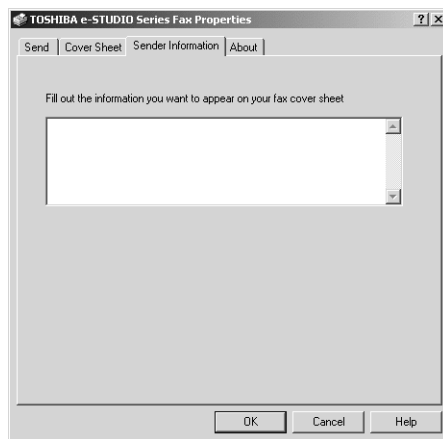 TOSHIBA e-STUDIO Series Fax Properties
Send Cover Sheet Sender Information About
Fill out the information you want to appear on your fax cover sheet
OK Cancel Help